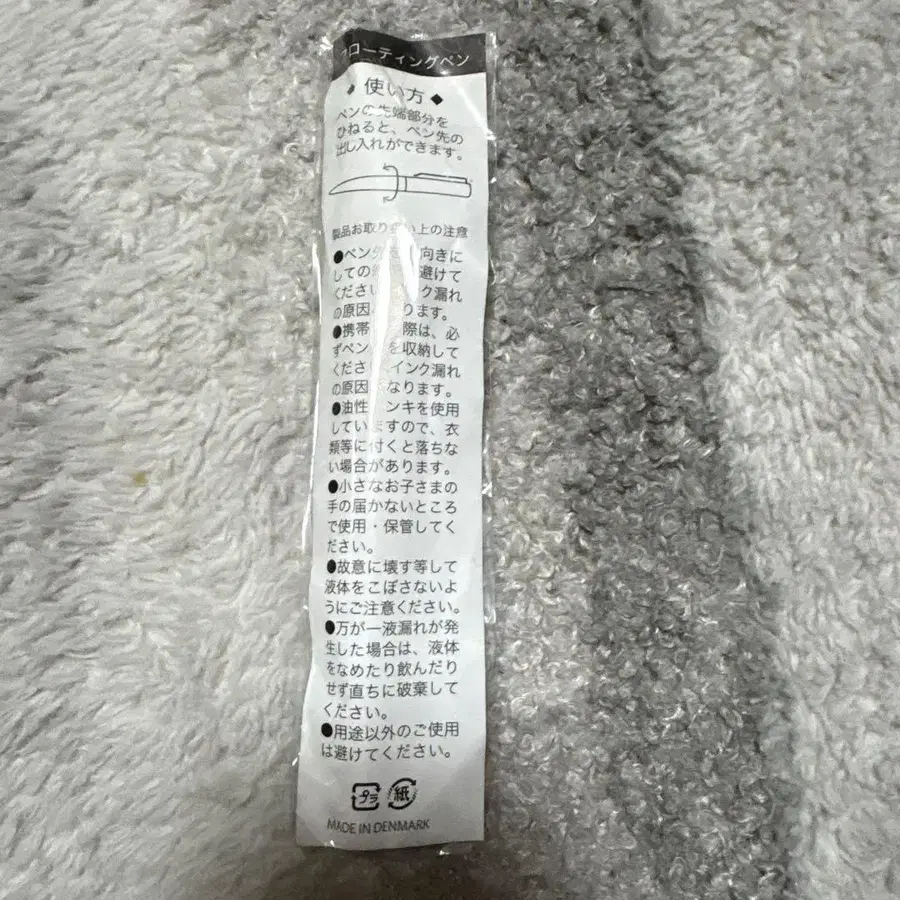 ローティングペン
使い方◆
ペンの先端部分を
ひねると、ペン先の
出し入れができます。
製品お取り い上の注意
●ペン 向きに
しての 避けて
ください ク漏れ
の原因 ります。
●携帯 際は、必
ずペン を収納して
くださ インク漏れ
の原因 なります。
●油性 ンキを使用
していますので、衣
類等に付くと落ちな
い場合があります。
●小さなお子さまの
手の届かないところ
で使用・保管してく
ださい。
●故意に壊す等して
液体をこぼさないよ
うにご注意ください。
●万が一液漏れが発
生した場合は、液体
をなめたり飲んだり
せず直ちに破棄して
ください。
●用途以外のご使用
は避けてください。
プラ 紙
MADE IN DENMARK